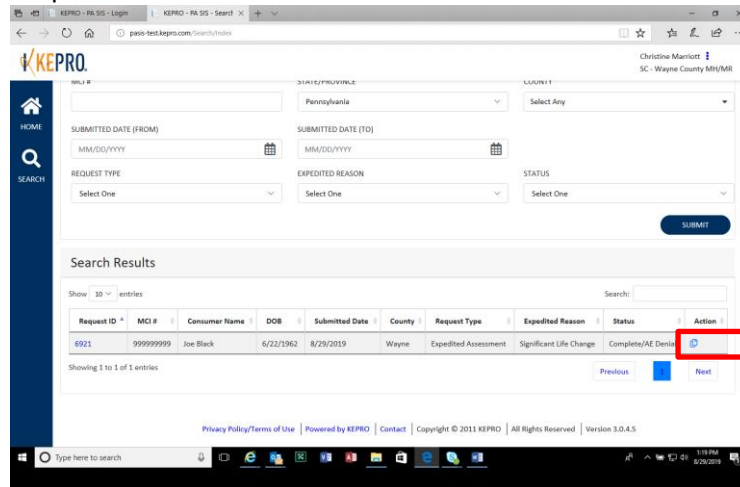 KEPRO - PA SIS - Login
KEPRO - PA SIS - Search
pasis-test.kepro.com/Search/Index
KEPRO.
Christine Marriott
SC - Wayne County MH/MR
HOME
SEARCH
MCI #
STATE/PROVINCE
COUNTY
Pennsylvania
Select Any
SUBMITTED DATE (FROM)
SUBMITTED DATE (TO)
MM/DD/YYYY
MM/DD/YYYY
REQUEST TYPE
EXPEDITED REASON
STATUS
Select One
Select One
Select One
SUBMIT
Search Results
Show 10 entries
Search:
Request ID MCI # Consumer Name DOB Submitted Date County Request Type Expedited Reason Status Action
6921 999999999 Joe Black 6/22/1962 8/29/2019 Wayne Expedited Assessment Significant Life Change Complete/AE Denial
Showing 1 to 1 of 1 entries
Previous 1 Next
Privacy Policy/Terms of Use | Powered by KEPRO | Contact | Copyright © 2011 KEPRO | All Rights Reserved | Version 3.0.4.5
Type here to search
1:19 PM
8/29/2019